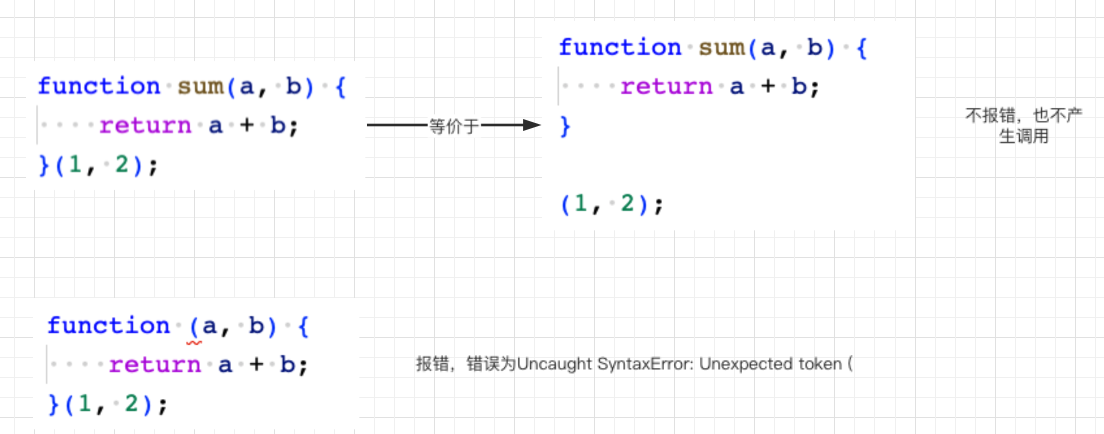 function sum(a, b) {
    return a + b;
}(1, 2);
等价于
function sum(a, b) {
    return a + b;
}
(1, 2);
不报错，也不产
生调用
function (a, b) {
    return a + b;
}(1, 2);
报错，错误为Uncaught SyntaxError: Unexpected token (